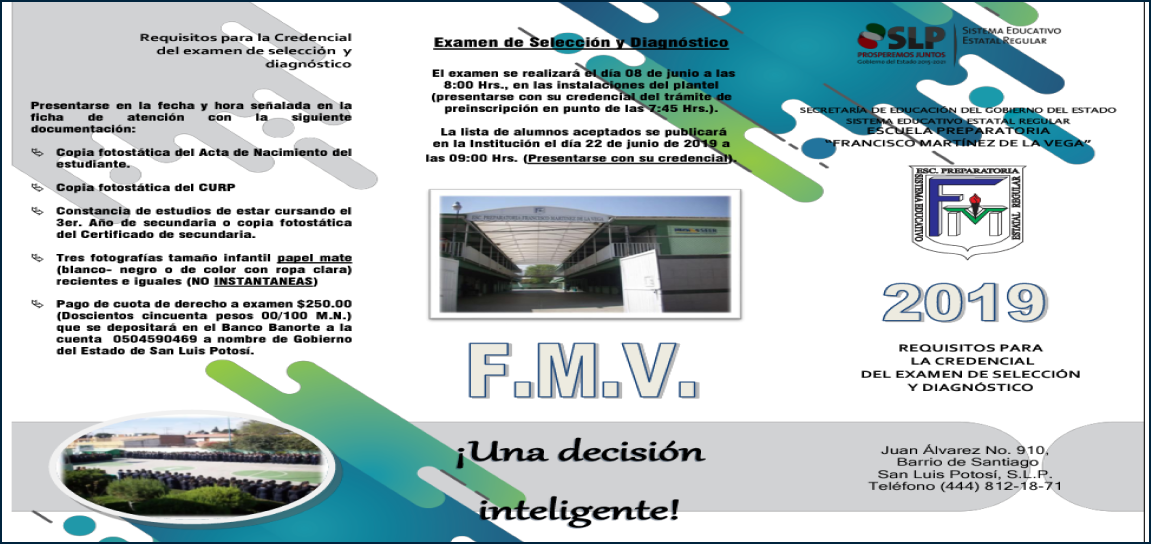 Requisitos para la Credencial
del examen de selección y
diagnóstico
Presentarse en la fecha y hora señalada en la
ficha de atención con la siguiente
documentación:
Copia fotostática del Acta de Nacimiento del
estudiante.
Copia fotostática del CURP
Constancia de estudios de estar cursando el
3er. Año de secundaria o copia fotostática
del Certificado de secundaria.
Tres fotografías tamaño infantil papel mate
(blanco- negro o de color con ropa clara)
recientes e iguales (NO INSTANTANEAS)
Pago de cuota de derecho a examen $250.00
(Doscientos cincuenta pesos 00/100 M.N.)
que se depositará en el Banco Banorte a la
cuenta 0504590469 a nombre de Gobierno
del Estado de San Luis Potosí.
Examen de Selección y Diagnóstico
El examen se realizará el día 08 de junio a las
8:00 Hrs., en las instalaciones del plantel
(presentarse con su credencial del trámite de
preinscripción en punto de las 7:45 Hrs.).
La lista de alumnos aceptados se publicará
en la Institución el día 22 de junio de 2019 a
las 09:00 Hrs. (Presentarse con su credencial).
ESC. PREPARATORIA FRANCISCO MARTINEZ DE LA VEGA
F.M.V.
¡Una decisión
inteligente!
SLP
PROSPEREMOS JUNTOS
Gobierno del Estado 2015-2021
SISTEMA EDUCATIVO
ESTATAL REGULAR
SECRETARÍA DE EDUCACIÓN DEL GOBIERNO DEL ESTADO
SISTEMA EDUCATIVO ESTATAL REGULAR
ESCUELA PREPARATORIA
"FRANCISCO MARTÍNEZ DE LA VEGA"
ESC. PREPARATORIA
SISTEMA EDUCATIVO
ESTATAL REGULAR
2019
REQUISITOS PARA
LA CREDENCIAL
DEL EXAMEN DE SELECCIÓN
Y DIAGNÓSTICO
Juan Álvarez No. 910,
Barrio de Santiago
San Luis Potosí, S.L.P.
Teléfono (444) 812-18-71